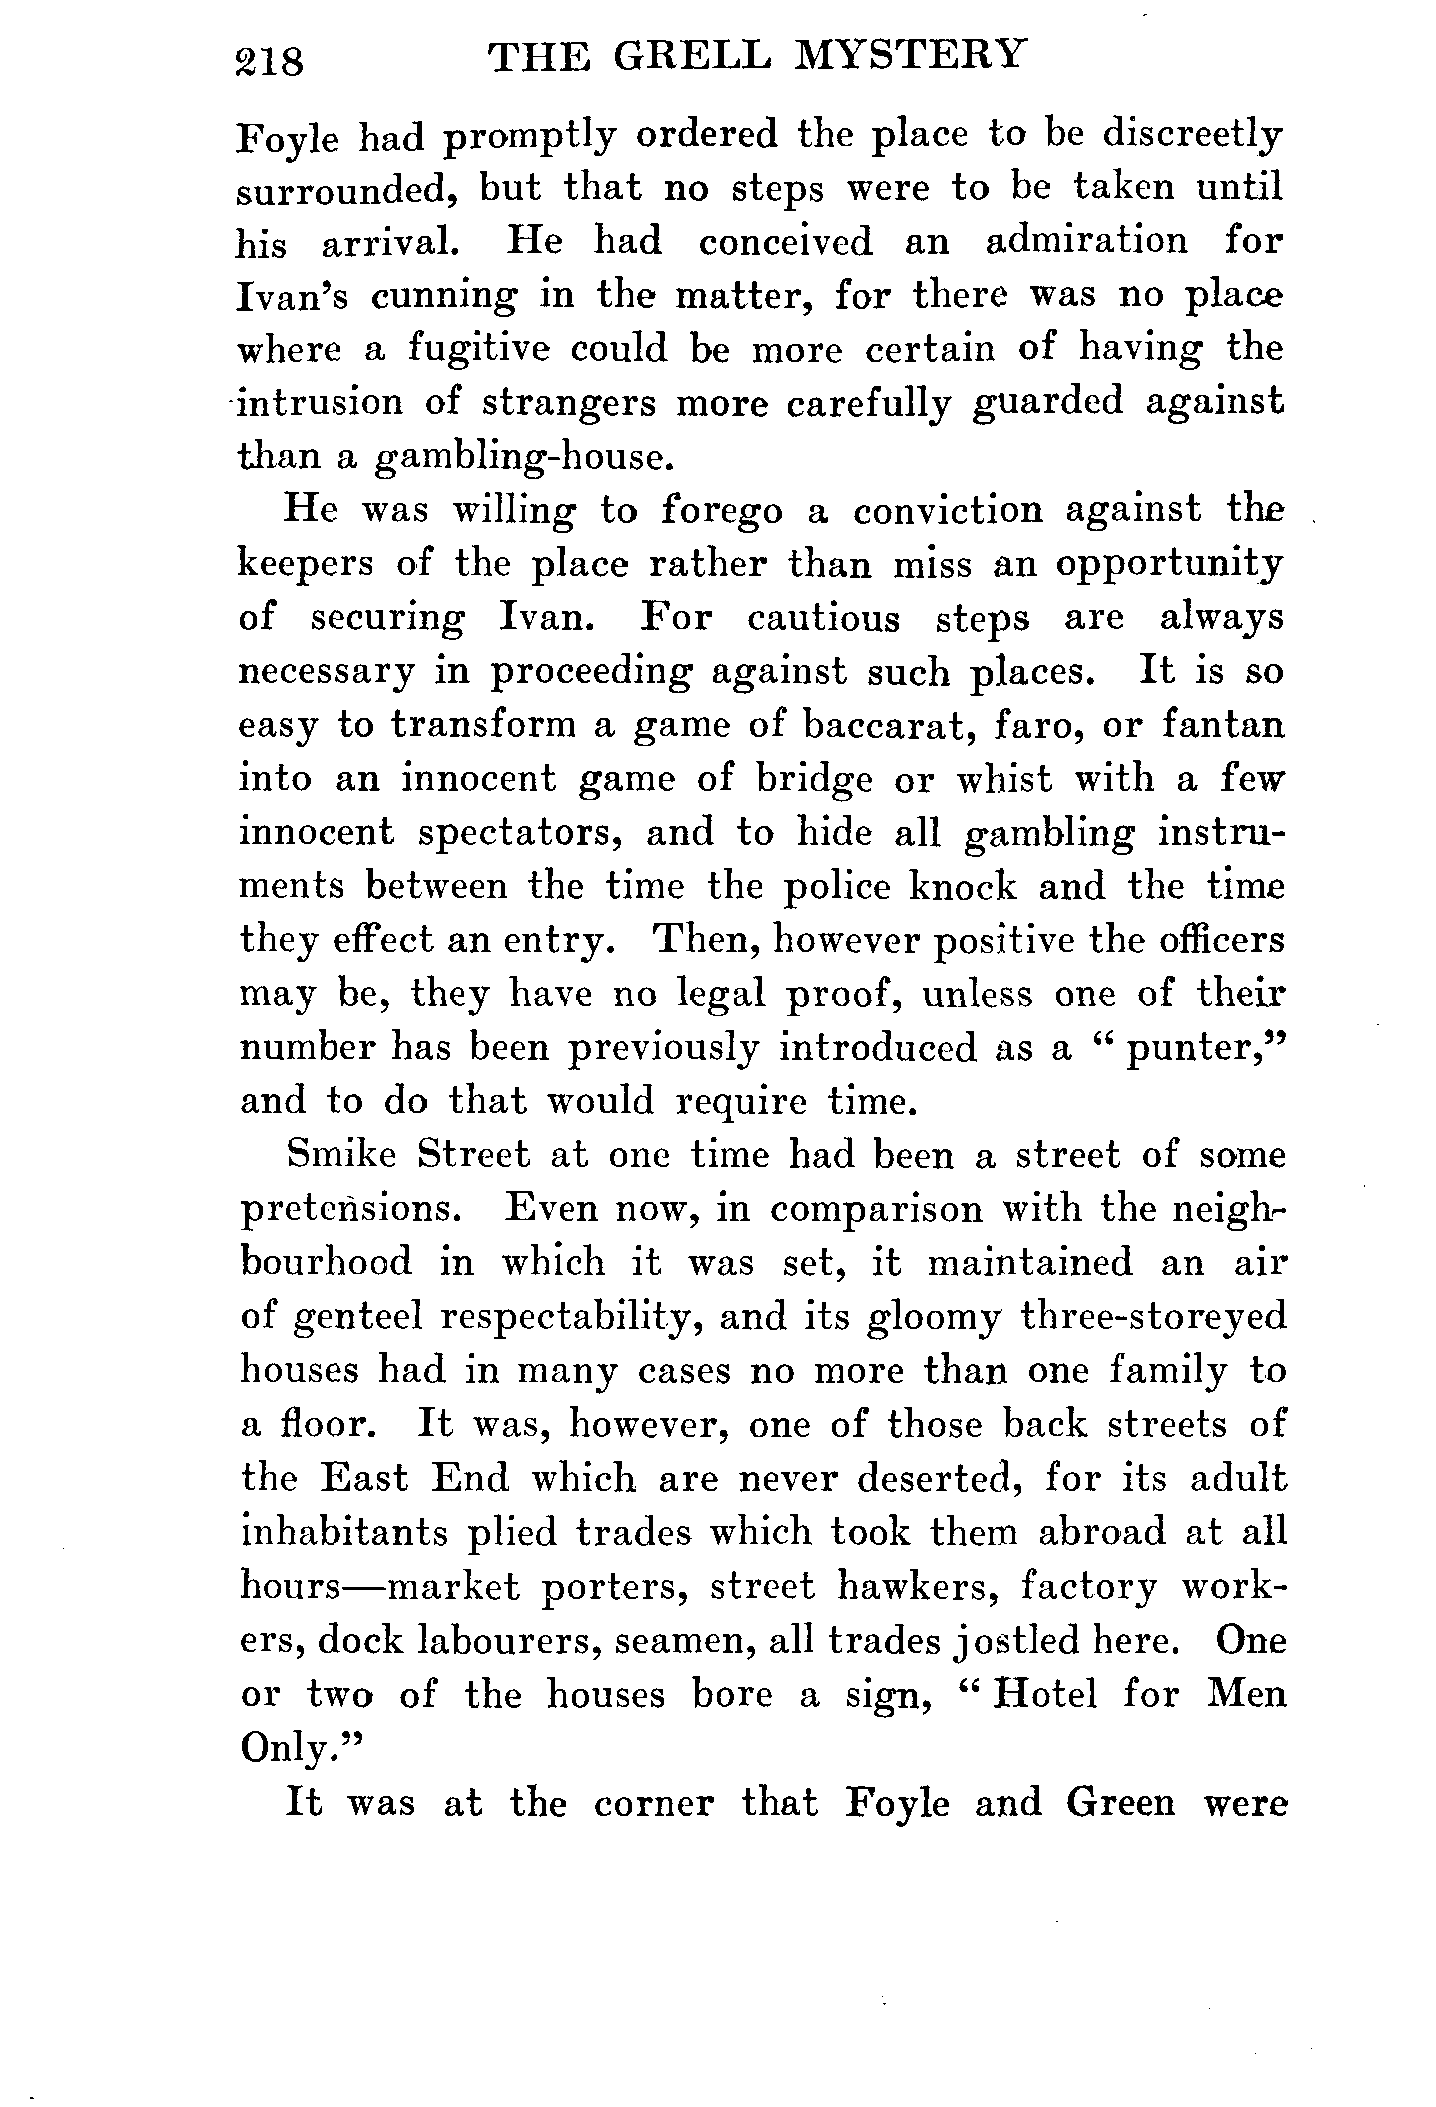 218 THE GRELL MYSTERY
Foyle had promptly ordered the place to be discreetly
surrounded, but that no steps were to be taken until
his arrival. He had conceived an admiration for
Ivan's cunning in the matter, for there was no place
where a fugitive could be more certain of having the
intrusion of strangers more carefully guarded against
than a gambling-house.
He was willing to forego a conviction against the
keepers of the place rather than miss an opportunity
of securing Ivan. For cautious steps are always
necessary in proceeding against such places. It is so
easy to transform a game of baccarat, faro, or fantan
into an innocent game of bridge or whist with a few
innocent spectators, and to hide all gambling instru-
ments between the time the police knock and the time
they effect an entry. Then, however positive the officers
may be, they have no legal proof, unless one of their
number has been previously introduced as a “ punter,”
and to do that would require time.
Smike Street at one time had been a street of some
pretensions. Even now, in comparison with the neigh-
bourhood in which it was set, it maintained an air
of genteel respectability, and its gloomy three-storeyed
houses had in many cases no more than one family to
a floor. It was, however, one of those back streets of
the East End which are never deserted, for its adult
inhabitants plied trades which took them abroad at all
hours—market porters, street hawkers, factory work-
ers, dock labourers, seamen, all trades jostled here. One
or two of the houses bore a sign, “ Hotel for Men
Only.”
It was at the corner that Foyle and Green were